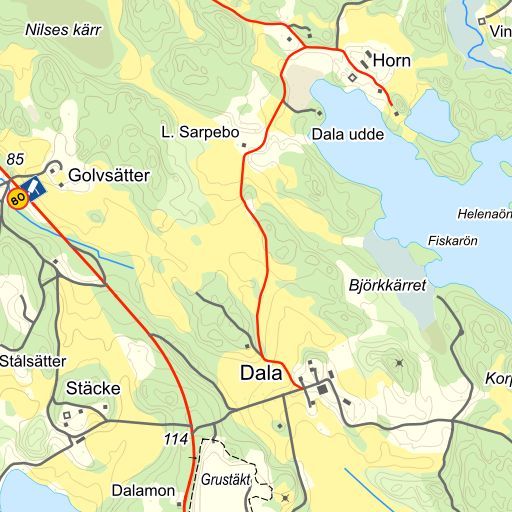 Nilses kärr
Vin
Horn
L. Sarpebo
Dala udde
85
Golvsätter
80
Helenaön
Fiskarön
Björkkärret
Stålsätter
Dala
Stäcke
Korp
114
Grustäkt
Dalamon